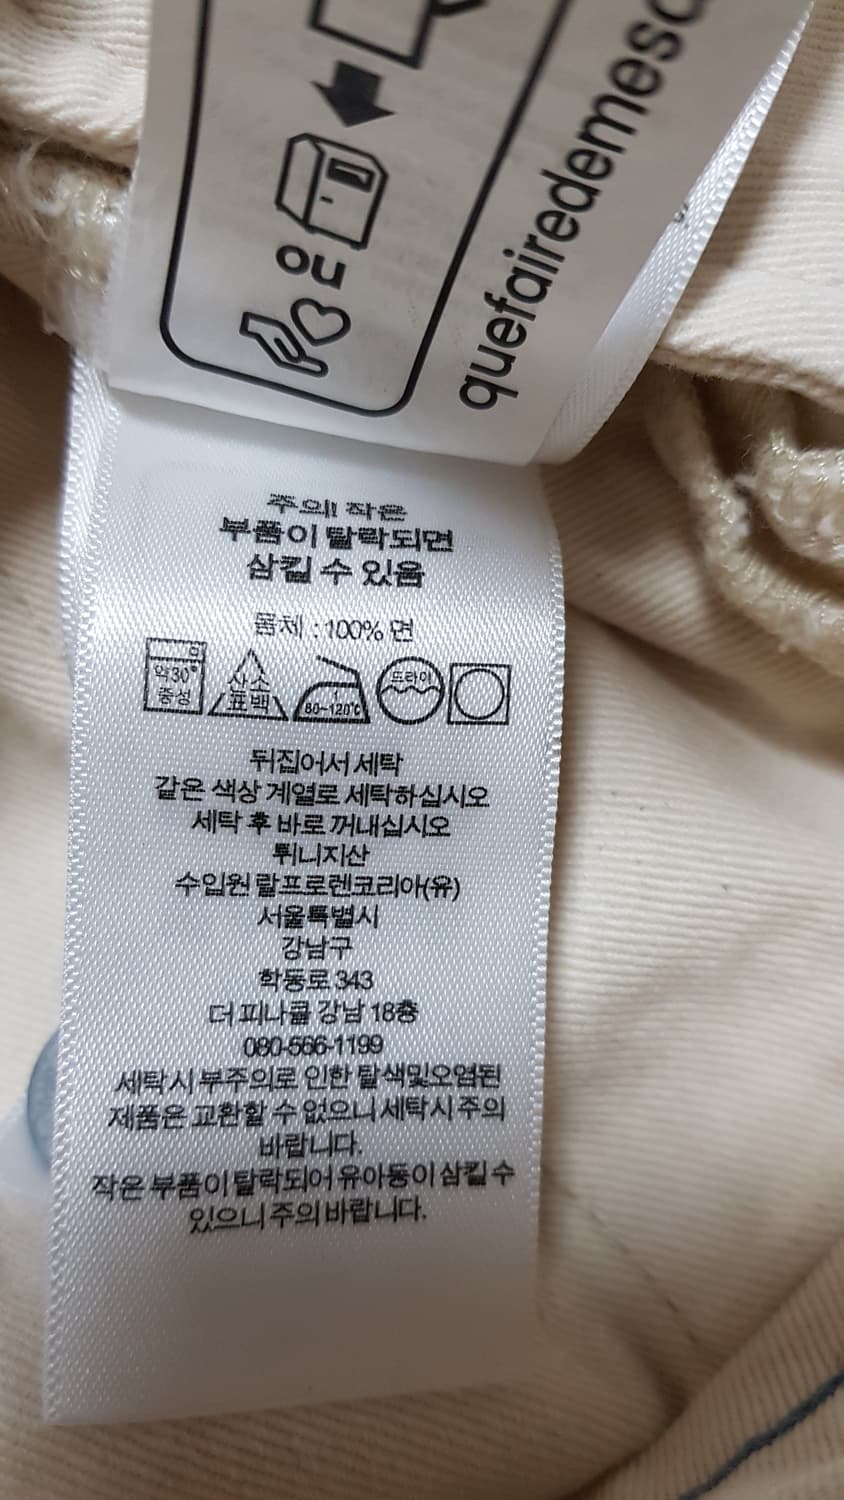 quefairedemesd
주의! 작은
부품이 탈락되면
삼킬 수 있음
몸체 : 100% 면
약30°
중성
산소
표백
80~120℃
드라이
뒤집어서 세탁
같은 색상 계열로 세탁하십시오
세탁 후 바로 꺼내십시오
튀니지산
수입원 랄프로렌코리아(유)
서울특별시
강남구
학동로 343
더 피나클 강남 18층
080-566-1199
세탁시 부주의로 인한 탈색및오염된
제품은 교환할 수 없으니 세탁시 주의
바랍니다.
작은 부품이 탈락되어 유아동이 삼킬 수
있으니 주의 바랍니다.